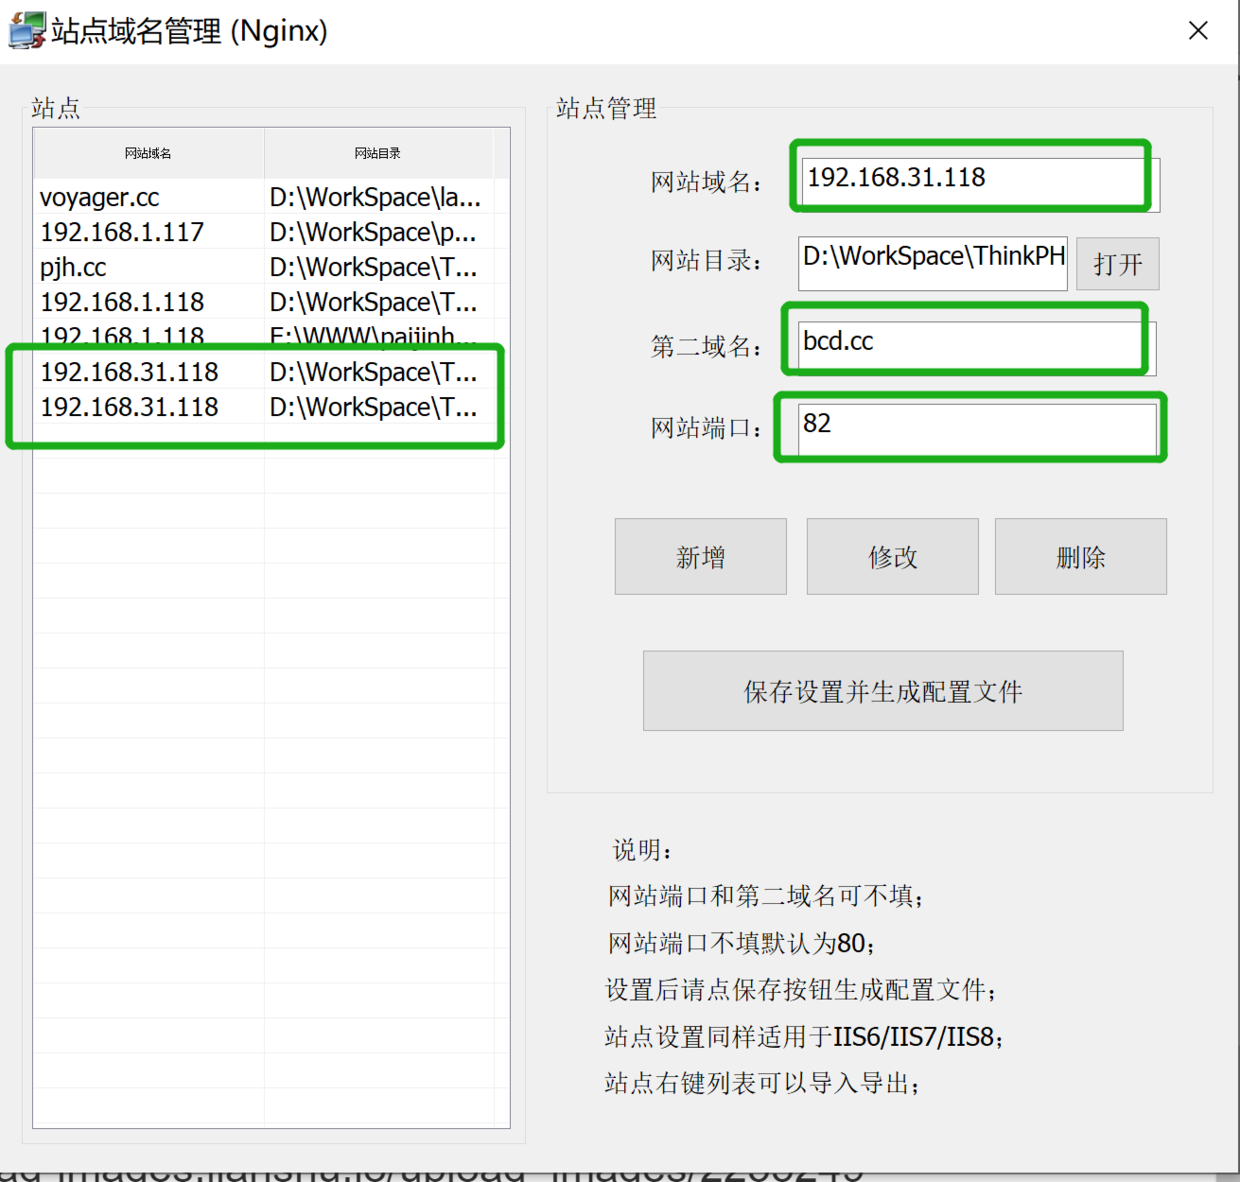 站点域名管理 (Nginx)
站点
网站域名 网站目录
voyager.cc D:\WorkSpace\la...
192.168.1.117 D:\WorkSpace\p...
pjh.cc D:\WorkSpace\T...
192.168.1.118 D:\WorkSpace\T...
192.168.1.118 E:\WWW\paijinh...
192.168.31.118 D:\WorkSpace\T...
192.168.31.118 D:\WorkSpace\T...
站点管理
网站域名： 192.168.31.118
网站目录： D:\WorkSpace\ThinkPH 打开
第二域名： bcd.cc
网站端口： 82
新增 修改 删除
保存设置并生成配置文件
说明：
网站端口和第二域名可不填；
网站端口不填默认为80；
设置后请点保存按钮生成配置文件；
站点设置同样适用于IIS6/IIS7/IIS8；
站点右键列表可以导入导出；